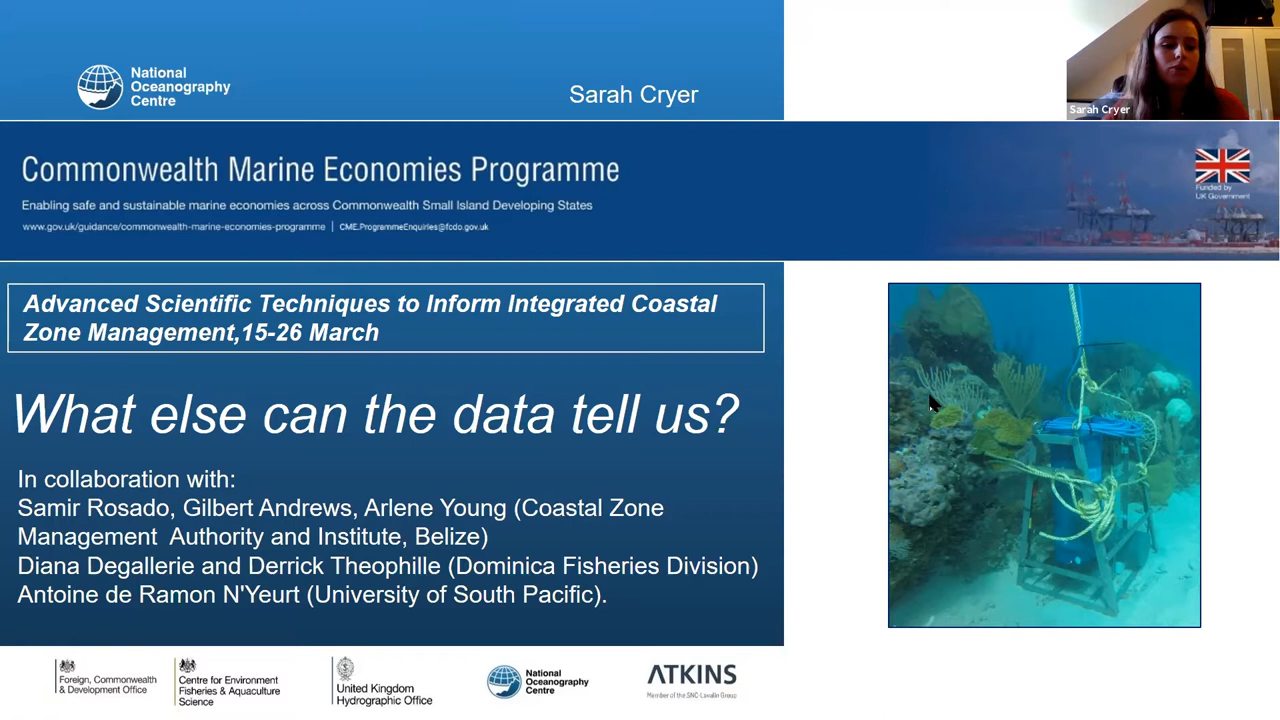 National
Oceanography
Centre
Sarah Cryer
Sarah Cryer
Commonwealth Marine Economies Programme
Enabling safe and sustainable marine economies across Commonwealth Small Island Developing States
www.gov.uk/guidance/commonwealth-marine-economies-programme | CME.ProgrammeEnquiries@fcdo.gov.uk
Funded by
UK Government
Advanced Scientific Techniques to Inform Integrated Coastal
Zone Management,15-26 March
What else can the data tell us?
In collaboration with:
Samir Rosado, Gilbert Andrews, Arlene Young (Coastal Zone
Management Authority and Institute, Belize)
Diana Degallerie and Derrick Theophille (Dominica Fisheries Division)
Antoine de Ramon N'Yeurt (University of South Pacific).
Foreign, Commonwealth
& Development Office
Centre for Environment
Fisheries & Aquaculture
Science
United Kingdom
Hydrographic Office
National
Oceanography
Centre
ATKINS
Member of the SNC-Lavalin Group